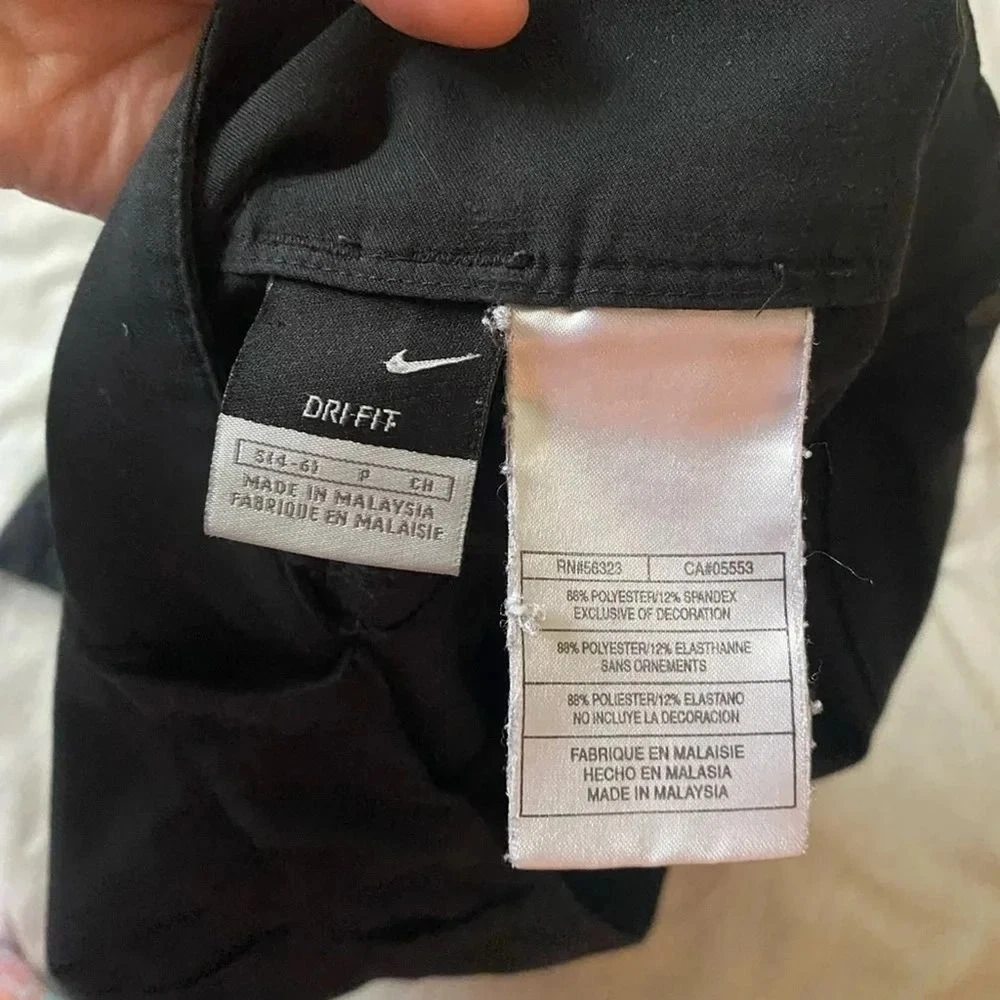 DRI-FIT
S(4-6) P CH
MADE IN MALAYSIA
FABRIQUE EN MALAISIE
RN#56323 CA#05553
88% POLYESTER/12% SPANDEX
EXCLUSIVE OF DECORATION
88% POLYESTER/12% ELASTHANNE
SANS ORNEMENTS
88% POLIESTER/12% ELASTANO
NO INCLUYE LA DECORACION
FABRIQUE EN MALAISIE
HECHO EN MALASIA
MADE IN MALAYSIA